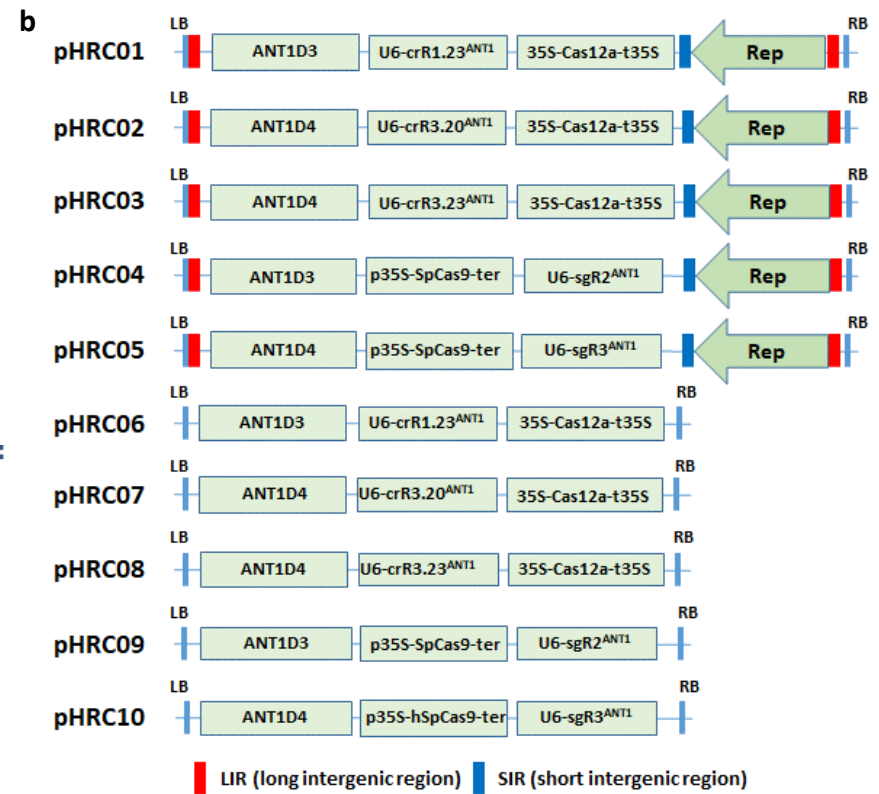 b
LB RB
pHRC01 ANT1D3 U6-crR1.23ANT1 35S-Cas12a-t35S Rep
LB RB
pHRC02 ANT1D4 U6-crR3.20ANT1 35S-Cas12a-t35S Rep
LB RB
pHRC03 ANT1D4 U6-crR3.23ANT1 35S-Cas12a-t35S Rep
LB RB
pHRC04 ANT1D3 p35S-SpCas9-ter U6-sgR2ANT1 Rep
LB RB
pHRC05 ANT1D4 p35S-SpCas9-ter U6-sgR3ANT1 Rep
LB RB
pHRC06 ANT1D3 U6-crR1.23ANT1 35S-Cas12a-t35S
LB RB
pHRC07 ANT1D4 U6-crR3.20ANT1 35S-Cas12a-t35S
LB RB
pHRC08 ANT1D4 U6-crR3.23ANT1 35S-Cas12a-t35S
LB RB
pHRC09 ANT1D3 p35S-SpCas9-ter U6-sgR2ANT1
LB RB
pHRC10 ANT1D4 p35S-hSpCas9-ter U6-sgR3ANT1
LIR (long intergenic region) SIR (short intergenic region)